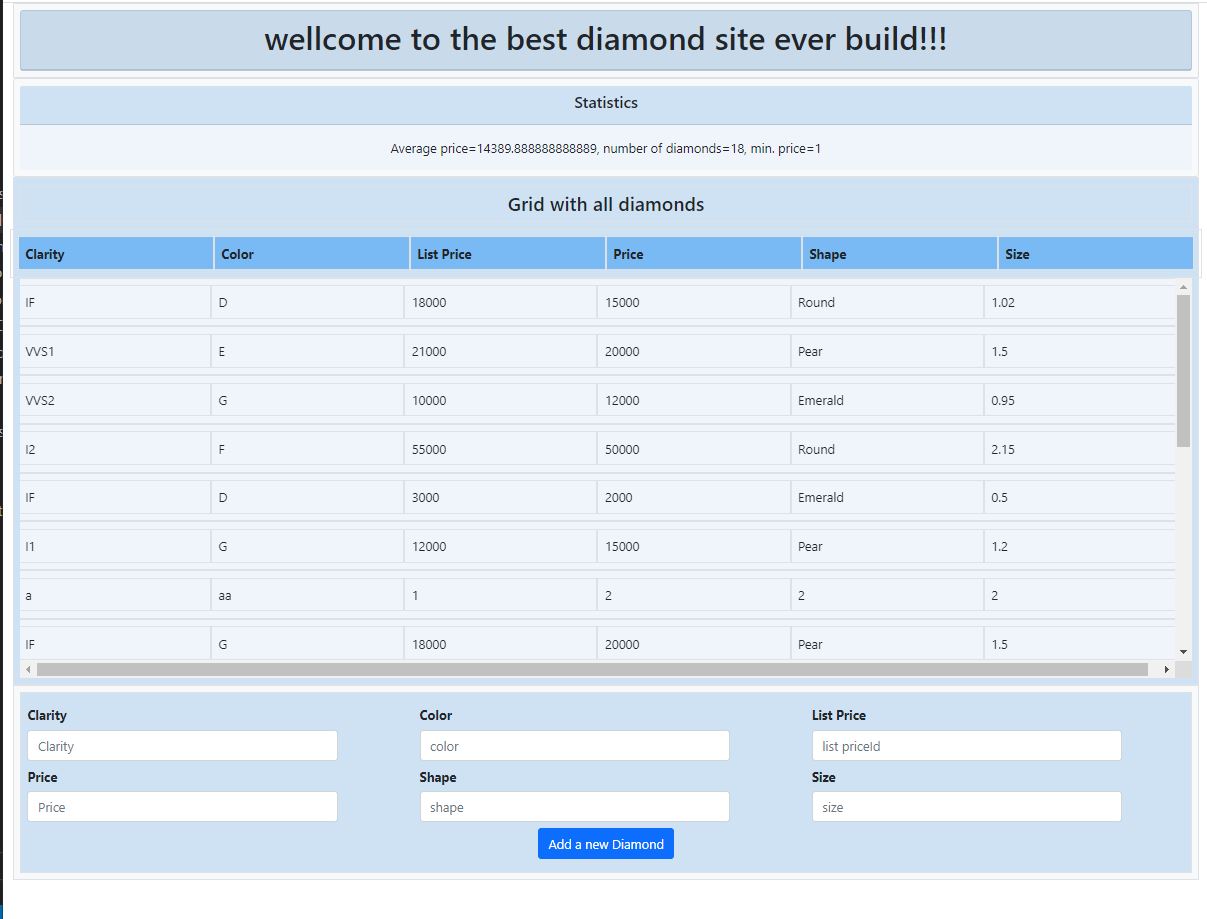 wellcome to the best diamond site ever build!!!
Statistics
Average price=14389.888888888889, number of diamonds=18, min. price=1
Grid with all diamonds
Clarity Color List Price Price Shape Size
IF D 18000 15000 Round 1.02
VVS1 E 21000 20000 Pear 1.5
VVS2 G 10000 12000 Emerald 0.95
I2 F 55000 50000 Round 2.15
IF D 3000 2000 Emerald 0.5
I1 G 12000 15000 Pear 1.2
a aa 1 2 2 2
IF G 18000 20000 Pear 1.5
Clarity Color List Price
Clarity color list priceId
Price Shape Size
Price shape size
Add a new Diamond